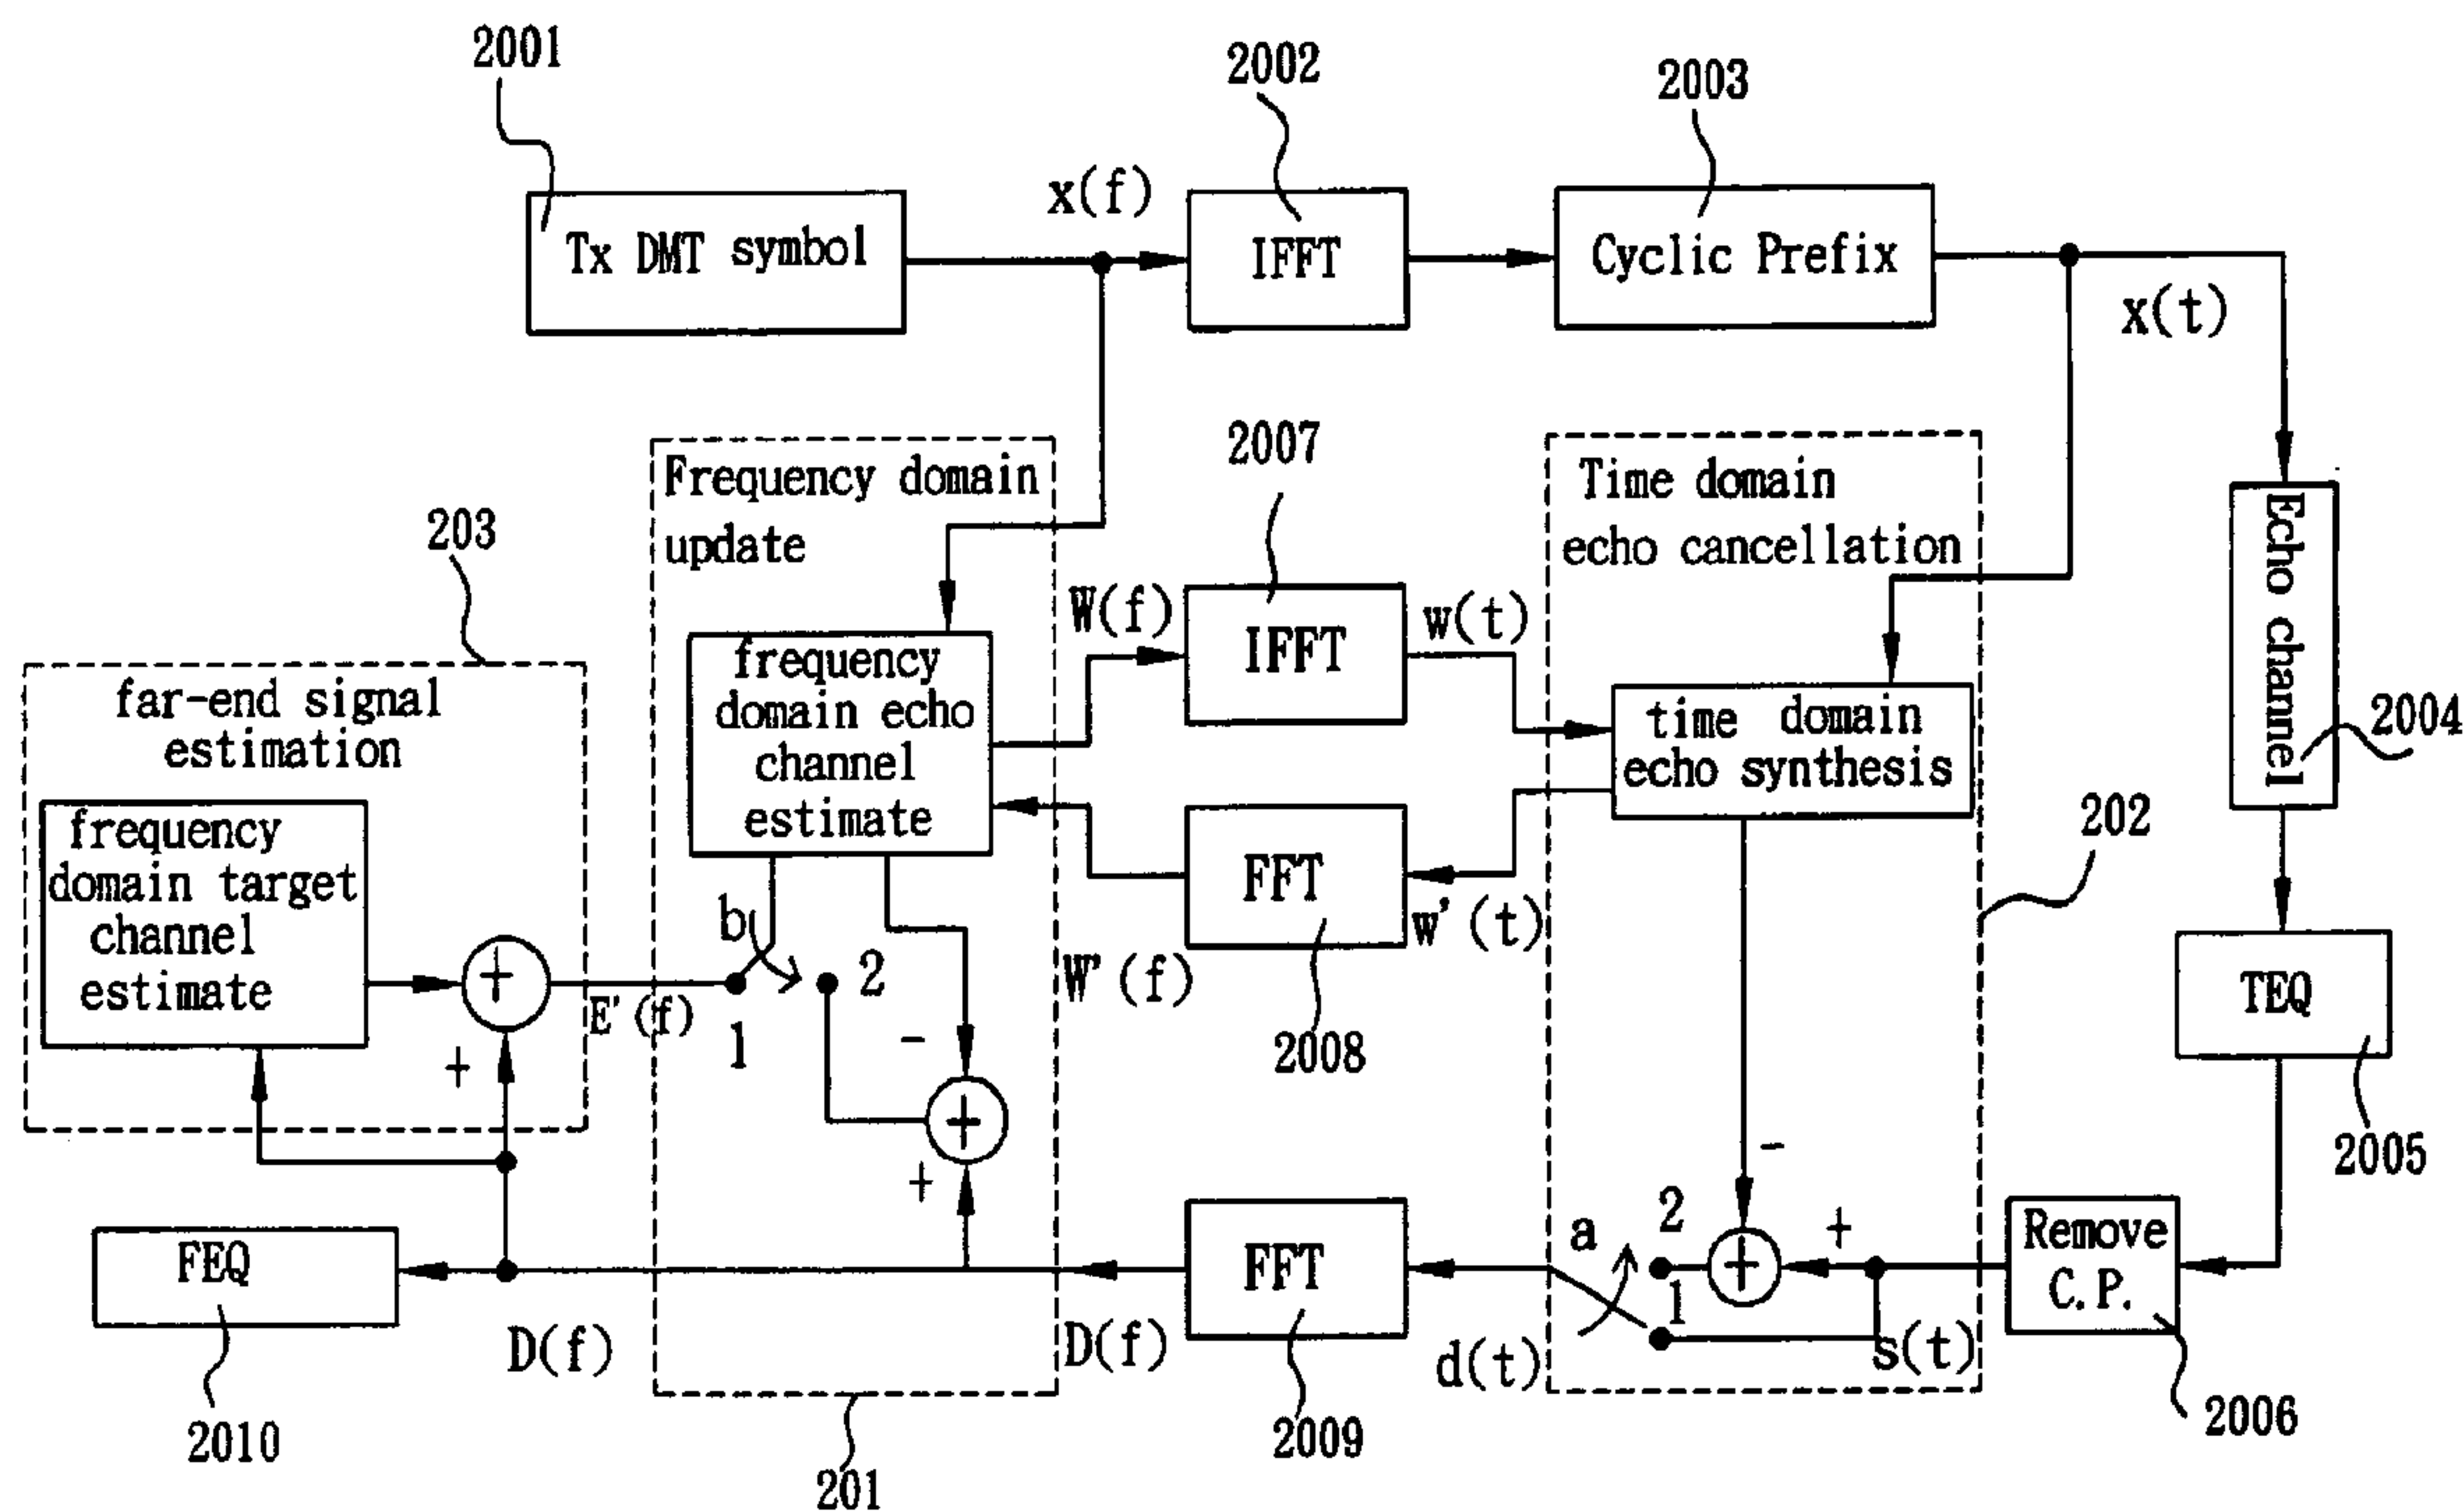 2001
2002
2003
Tx DMT symbol
x(f)
IFFT
Cyclic Prefix
x(t)
203
Frequency domain
update
2007
Time domain
echo cancellation
Echo channel
2004
far-end signal
estimation
frequency
domain target
channel
estimate
+
+
E'(f)
frequency
domain echo
channel
estimate
b
1
2
-
+
+
W(f)
IFFT
w(t)
W'(f)
FFT
w'(t)
2008
time domain
echo synthesis
202
TEQ
2005
-
2
a
1
+
+
s(t)
d(t)
Remove
C.P.
2006
FFT
2009
D(f)
D(f)
FEQ
2010
201